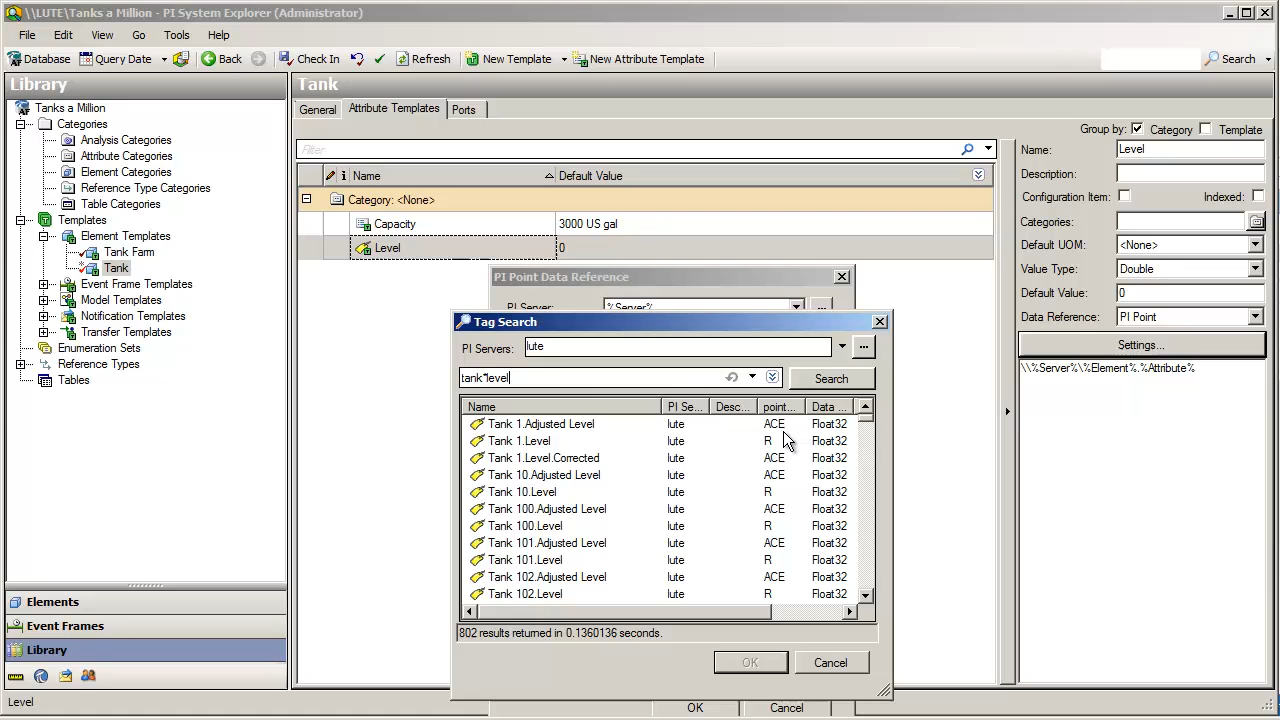 \\LUTE\Tanks a Million - PI System Explorer (Administrator)
File Edit View Go Tools Help
Database Query Date Back Check In Refresh New Template New Attribute Template Search
Library
Tanks a Million
Categories
Analysis Categories
Attribute Categories
Element Categories
Reference Type Categories
Table Categories
Templates
Element Templates
Tank Farm
Tank
Event Frame Templates
Model Templates
Notification Templates
Transfer Templates
Enumeration Sets
Reference Types
Tables
Elements
Event Frames
Library
Level
Tank
General Attribute Templates Ports
Group by: Category Template
Filter
Name Default Value
Category: <None>
Capacity 3000 US gal
Level 0
Name: Level
Description:
Configuration Item: Indexed:
Categories:
Default UOM: <None>
Value Type: Double
Default Value: 0
Data Reference: PI Point
Settings...
\\%Server%\%Element%.%Attribute%
PI Point Data Reference
PI Server: %Server% ...
Tag Search
PI Servers: lute ...
tank*level Search
Name PI Se... Desc... point... Data ...
Tank 1.Adjusted Level lute ACE Float32
Tank 1.Level lute R Float32
Tank 1.Level.Corrected lute ACE Float32
Tank 10.Adjusted Level lute ACE Float32
Tank 10.Level lute R Float32
Tank 100.Adjusted Level lute ACE Float32
Tank 100.Level lute R Float32
Tank 101.Adjusted Level lute ACE Float32
Tank 101.Level lute R Float32
Tank 102.Adjusted Level lute ACE Float32
Tank 102.Level lute R Float32
802 results returned in 0.1360136 seconds.
OK Cancel
OK Cancel